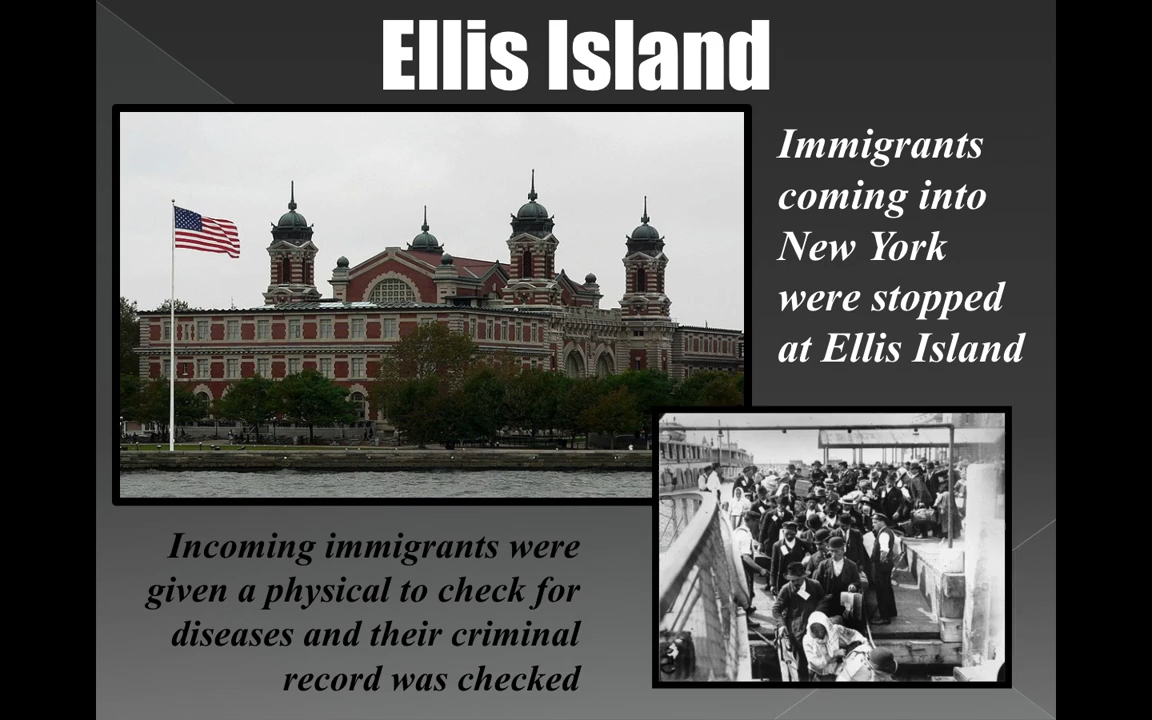 Ellis Island
Immigrants
coming into
New York
were stopped
at Ellis Island
Incoming immigrants were
given a physical to check for
diseases and their criminal
record was checked